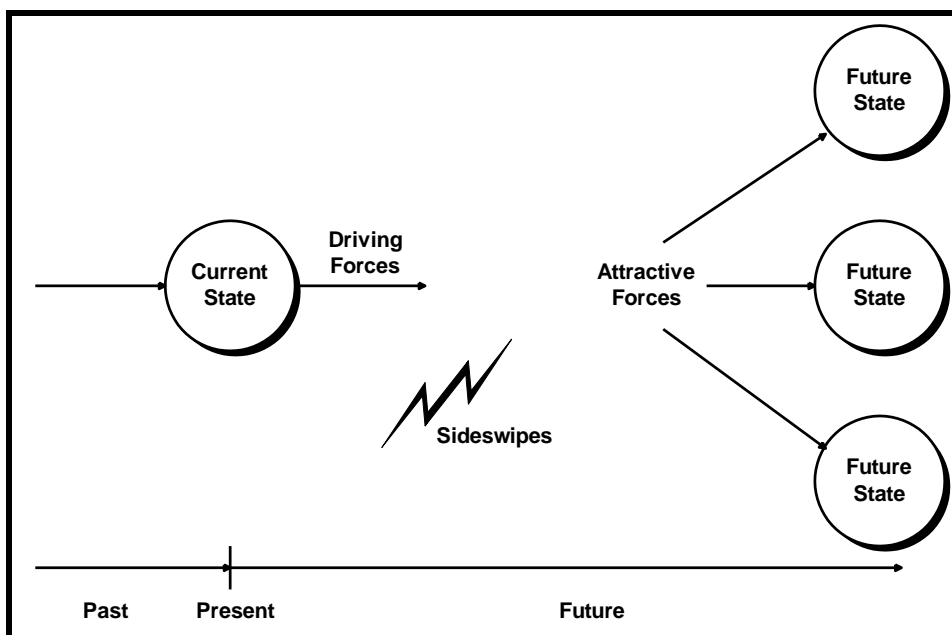 Future
State
Driving
Forces
Current
State
Attractive
Forces
Future
State
Sideswipes
Future
State
Past
Present
Future